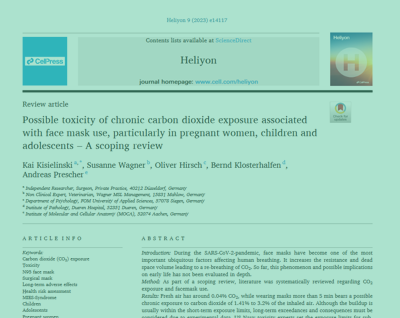 Heliyon 9 (2023) e14117
Contents lists available at ScienceDirect
CellPress
Heliyon
journal homepage: www.cell.com/heliyon
Review article
Possible toxicity of chronic carbon dioxide exposure associated
with face mask use, particularly in pregnant women, children and
adolescents – A scoping review
Kai Kisielinski a, *, Susanne Wagner b, Oliver Hirsch c, Bernd Klosterhalfen d,
Andreas Prescher e
a Independent Researcher, Surgeon, Private Practice, 40212 Düsseldorf, Germany
b Non Clinical Expert, Veterinarian, Wagner MSL Management, 15831 Mahlow, Germany
c Department of Psychology, FOM University of Applied Sciences, 57078 Siegen, Germany
d Institute of Pathology, Dueren Hospital, 52351 Dueren, Germany
e Institute of Molecular and Cellular Anatomy (MOCA), 52074 Aachen, Germany
ARTICLE INFO
Keywords:
Carbon dioxide (CO2) exposure
Toxicity
N95 face mask
Surgical mask
Long-term adverse effects
Health risk assessment
MIES-Syndrome
Children
Adolescents
ABSTRACT
Introduction: During the SARS-CoV-2-pandemic, face masks have become one of the most
important ubiquitous factors affecting human breathing. It increases the resistance and dead
space volume leading to a re-breathing of CO2. So far, this phenomenon and possible implications
on early life has not been evaluated in depth.
Method: As part of a scoping review, literature was systematically reviewed regarding CO2
exposure and facemask use.
Results: Fresh air has around 0.04% CO2, while wearing masks more than 5 min bears a possible
chronic exposure to carbon dioxide of 1.41% to 3.2% of the inhaled air. Although the buildup is
usually within the short-term exposure limits, long-term exceedances and consequences must be